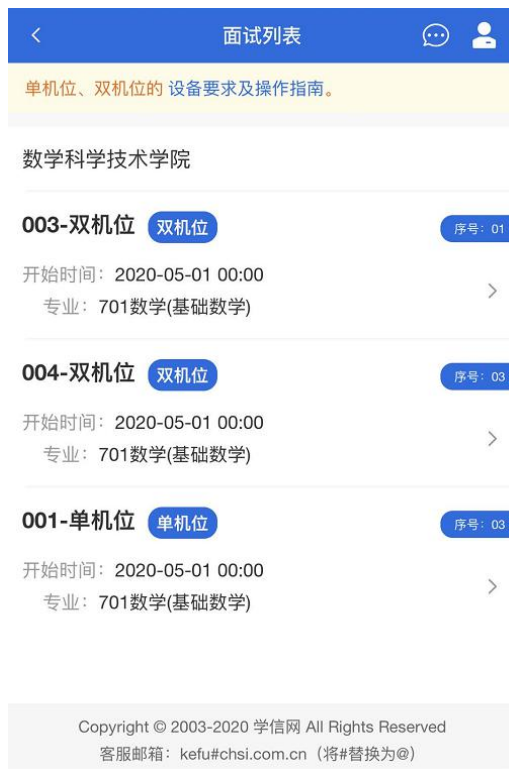 面试列表
单机位、双机位的 设备要求及操作指南。
数学科学技术学院
003-双机位 双机位 序号：01
开始时间：2020-05-01 00:00
专业：701数学(基础数学)
004-双机位 双机位 序号：03
开始时间：2020-05-01 00:00
专业：701数学(基础数学)
001-单机位 单机位 序号：03
开始时间：2020-05-01 00:00
专业：701数学(基础数学)
Copyright © 2003-2020 学信网 All Rights Reserved
客服邮箱：kefu#chsi.com.cn（将#替换为@）